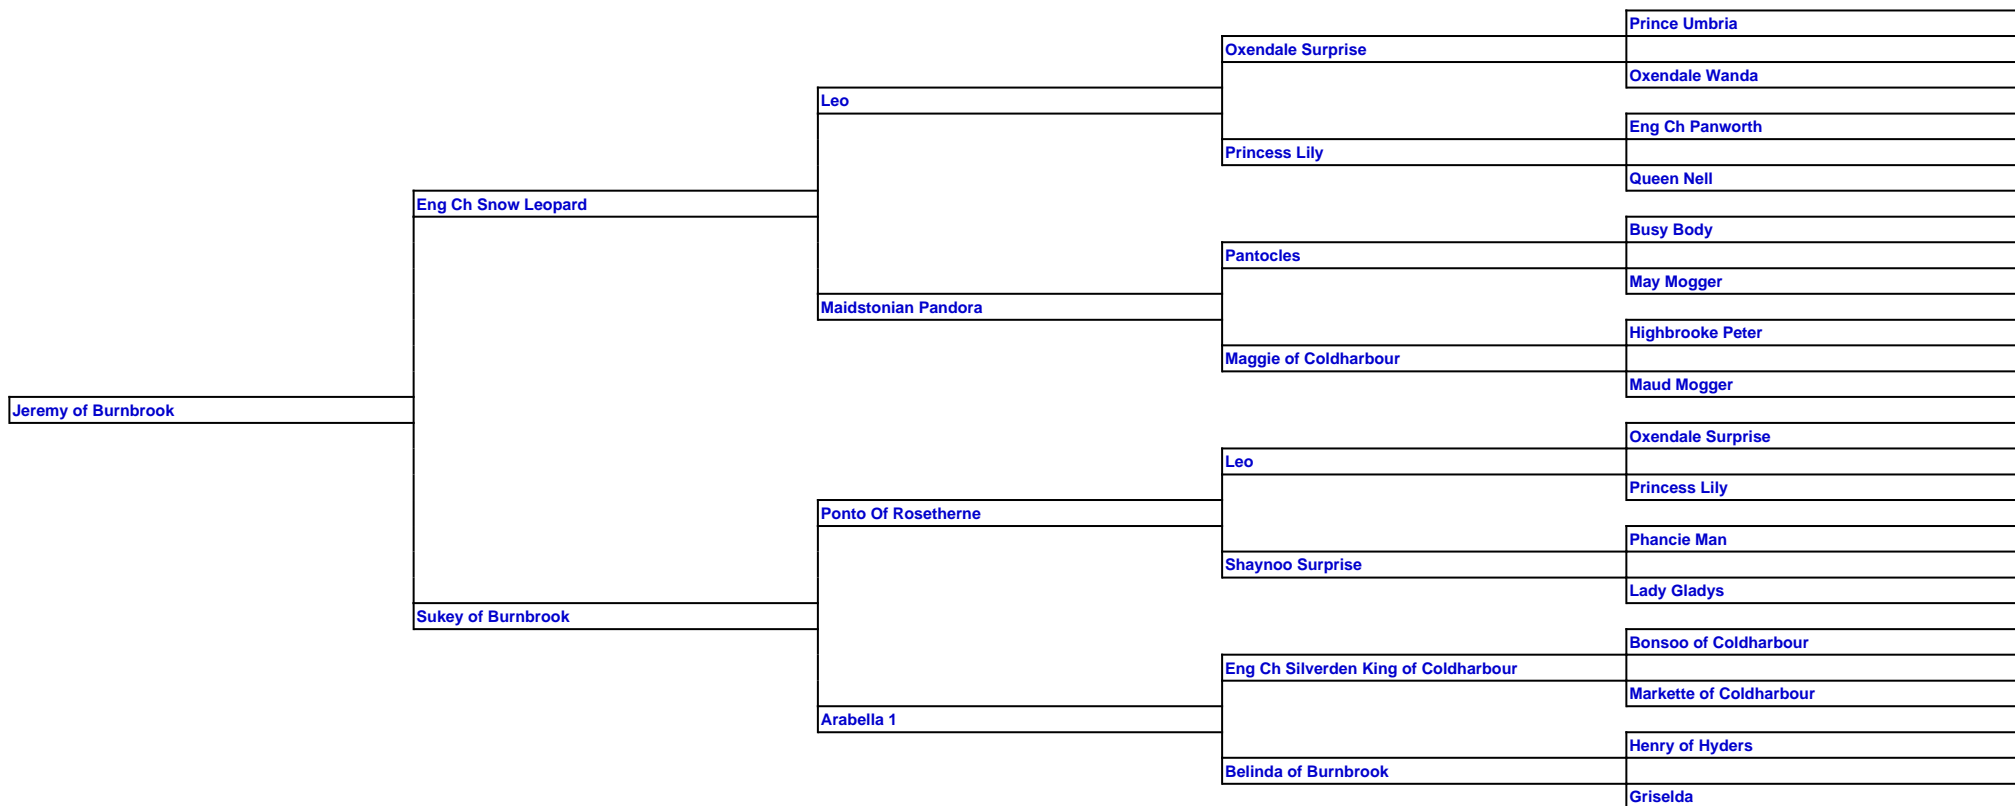 Prince Umbria
Oxendale Surprise
Oxendale Wanda
Leo
Eng Ch Panworth
Princess Lily
Queen Nell
Eng Ch Snow Leopard
Busy Body
Pantocles
May Mogger
Maidstonian Pandora
Highbrooke Peter
Maggie of Coldharbour
Maud Mogger
Jeremy of Burnbrook
Oxendale Surprise
Leo
Princess Lily
Ponto Of Rosetherne
Phancie Man
Shaynoo Surprise
Lady Gladys
Sukey of Burnbrook
Bonsoo of Coldharbour
Eng Ch Silverden King of Coldharbour
Markette of Coldharbour
Arabella 1
Henry of Hyders
Belinda of Burnbrook
Griselda